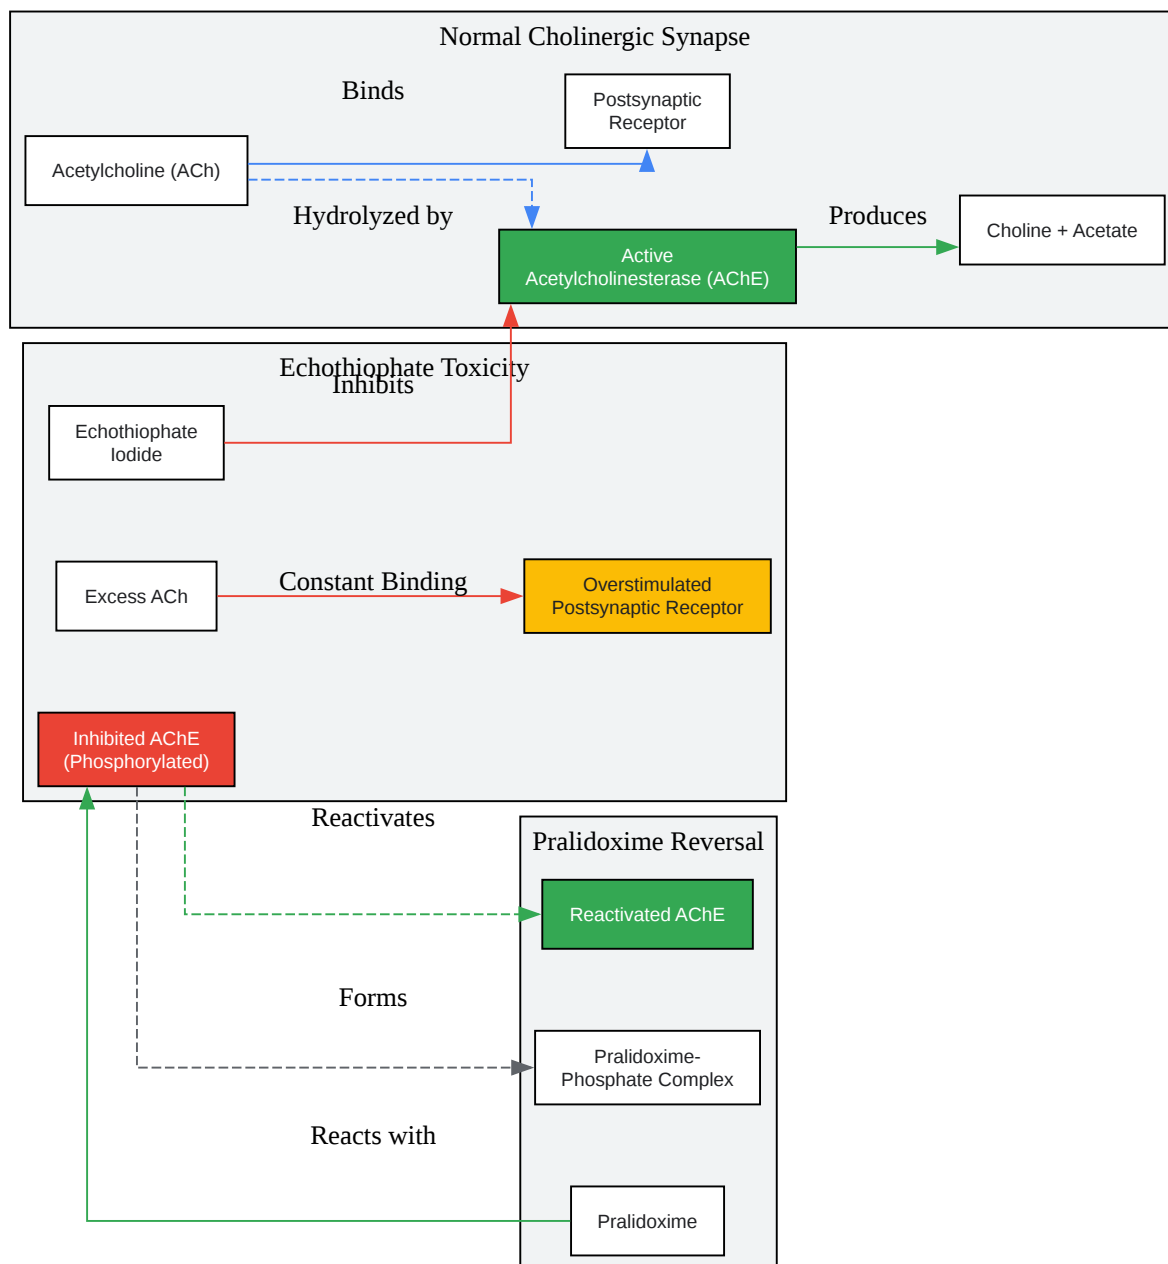 Normal Cholinergic Synapse
Binds
Postsynaptic
Receptor
Acetylcholine (ACh)
Hydrolyzed by
Produces
Choline + Acetate
Active
Acetylcholinesterase (AChE)
Echothiophate Toxicity
Inhibits
Echothiophate
Iodide
Excess ACh
Constant Binding
Overstimulated
Postsynaptic Receptor
Inhibited AChE
(Phosphorylated)
Reactivates
Pralidoxime Reversal
Reactivated AChE
Forms
Pralidoxime-
Phosphate Complex
Reacts with
Pralidoxime